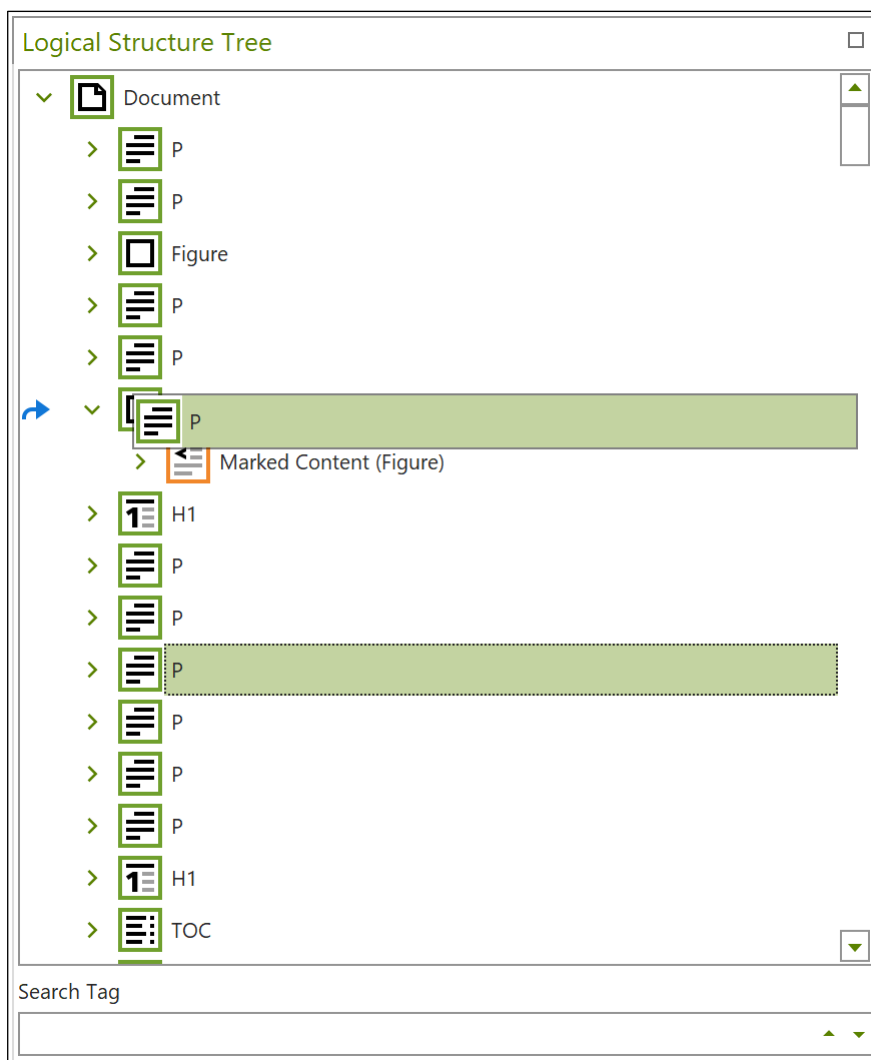 Logical Structure Tree
Document
P
P
Figure
P
P
P
Marked Content (Figure)
H1
P
P
P
P
P
P
H1
TOC
Search Tag